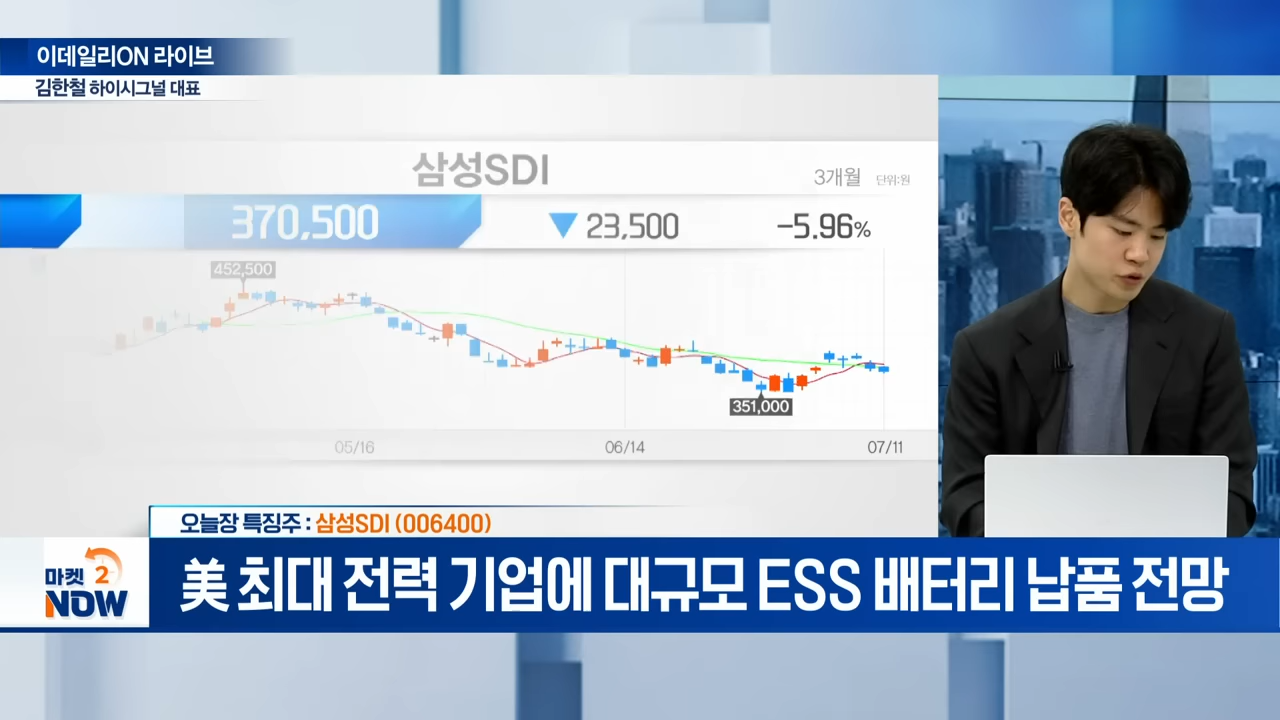 이데일리ON 라이브
김한철 하이시그널 대표
삼성SDI
3개월 단위:원
370,500 ▼ 23,500 -5.96%
452,500
351,000
05/16 06/14 07/11
오늘장 특징주 : 삼성SDI (006400)
마켓 2
NOW
美 최대 전력 기업에 대규모 ESS 배터리 납품 전망